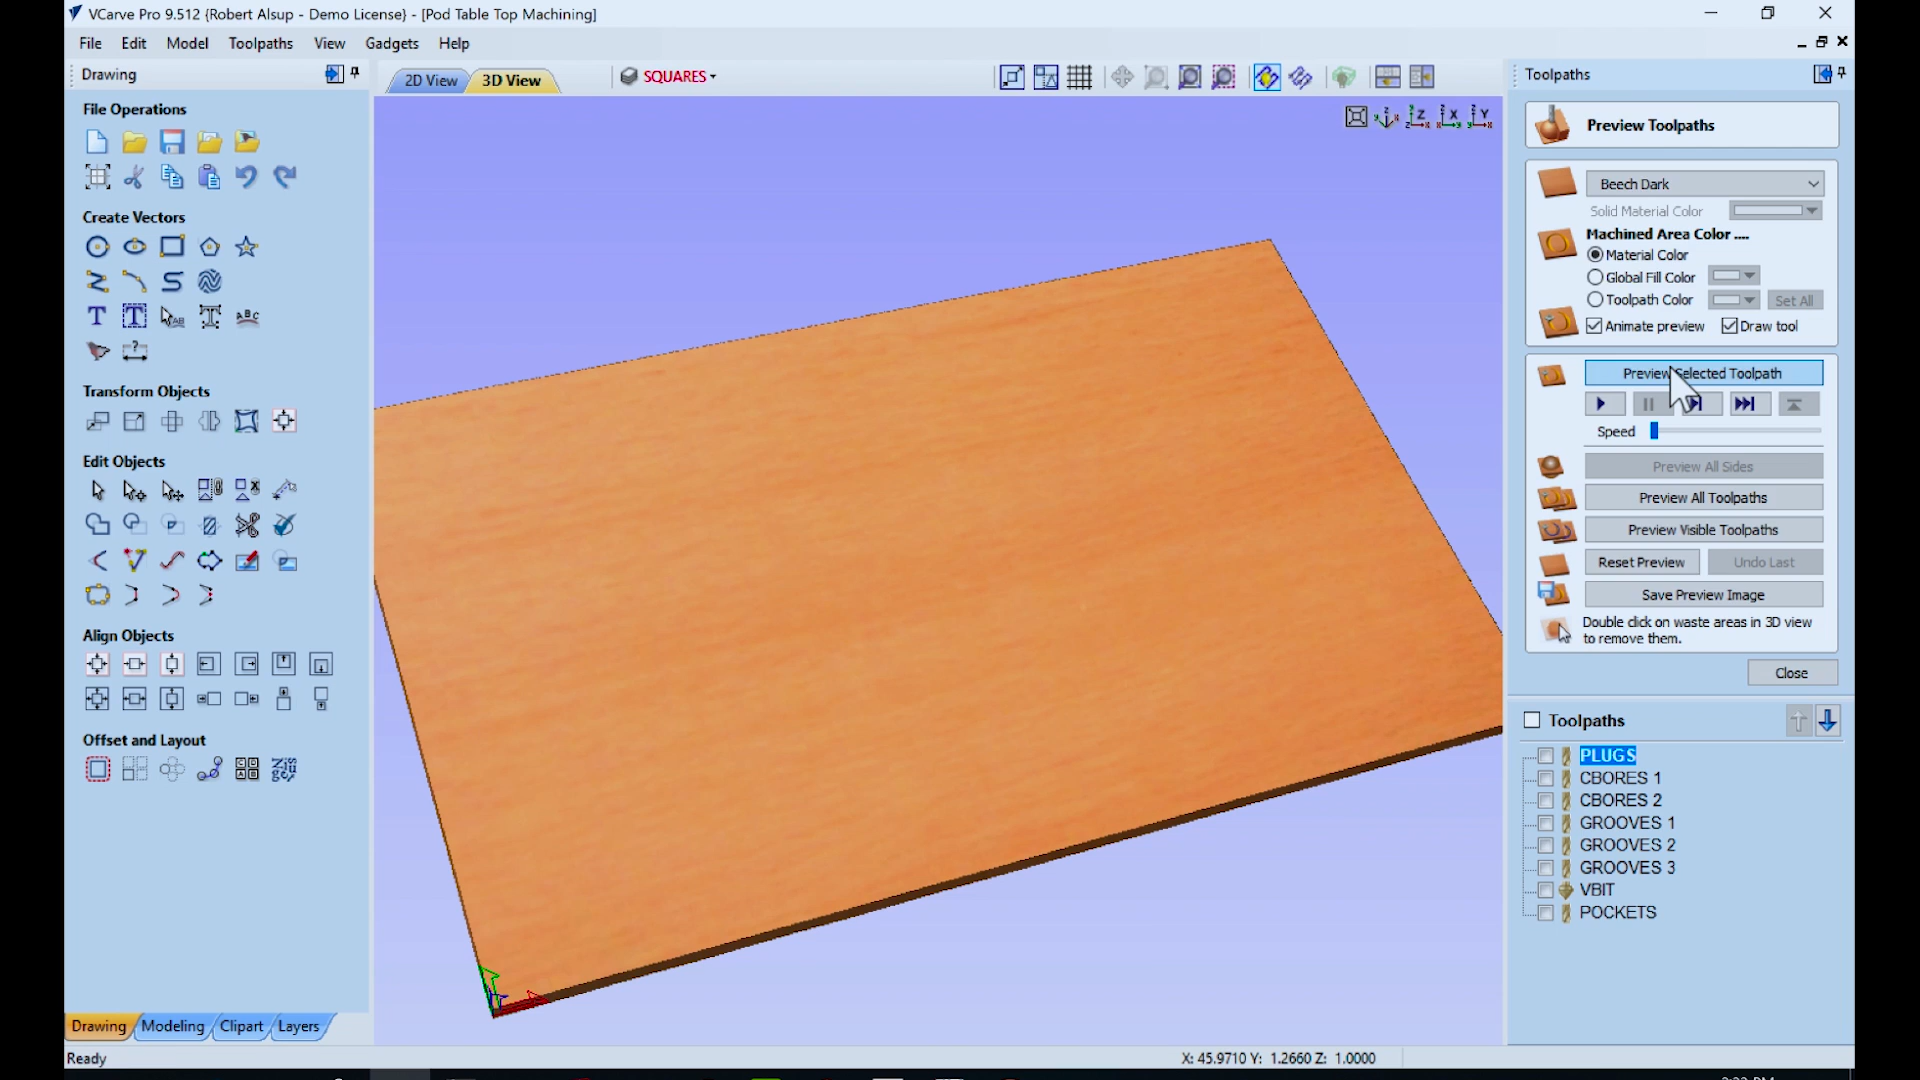 VCarve Pro 9.512 {Robert Alsup - Demo License} - [Pod Table Top Machining]
File Edit Model Toolpaths View Gadgets Help
Drawing
File Operations
Create Vectors
Transform Objects
Edit Objects
Align Objects
Offset and Layout
Drawing Modeling Clipart Layers
Ready
2D View 3D View SQUARES
X: 45.9710 Y: 1.2660 Z: 1.0000
Toolpaths
Preview Toolpaths
Beech Dark
Solid Material Color
Machined Area Color ....
Material Color
Global Fill Color
Toolpath Color Set All
Animate preview Draw tool
Preview Selected Toolpath
Speed
Preview All Sides
Preview All Toolpaths
Preview Visible Toolpaths
Reset Preview Undo Last
Save Preview Image
Double click on waste areas in 3D view
to remove them.
Close
Toolpaths
PLUGS
CBORES 1
CBORES 2
GROOVES 1
GROOVES 2
GROOVES 3
VBIT
POCKETS